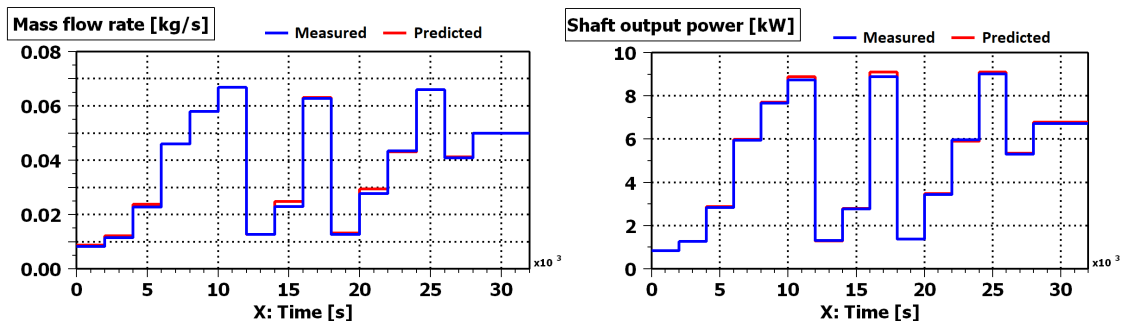 Mass flow rate [kg/s]
Measured Predicted
0.08
0.06
0.04
0.02
0.00
0 5 10 15 20 25 30
x10 3
X: Time [s]
Shaft output power [kW]
Measured Predicted
10
8
6
4
2
0
0 5 10 15 20 25 30
x10 3
X: Time [s]